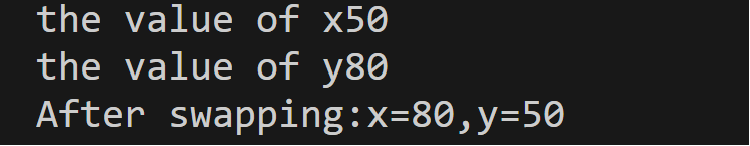 the value of x50
the value of y80
After swapping:x=80,y=50